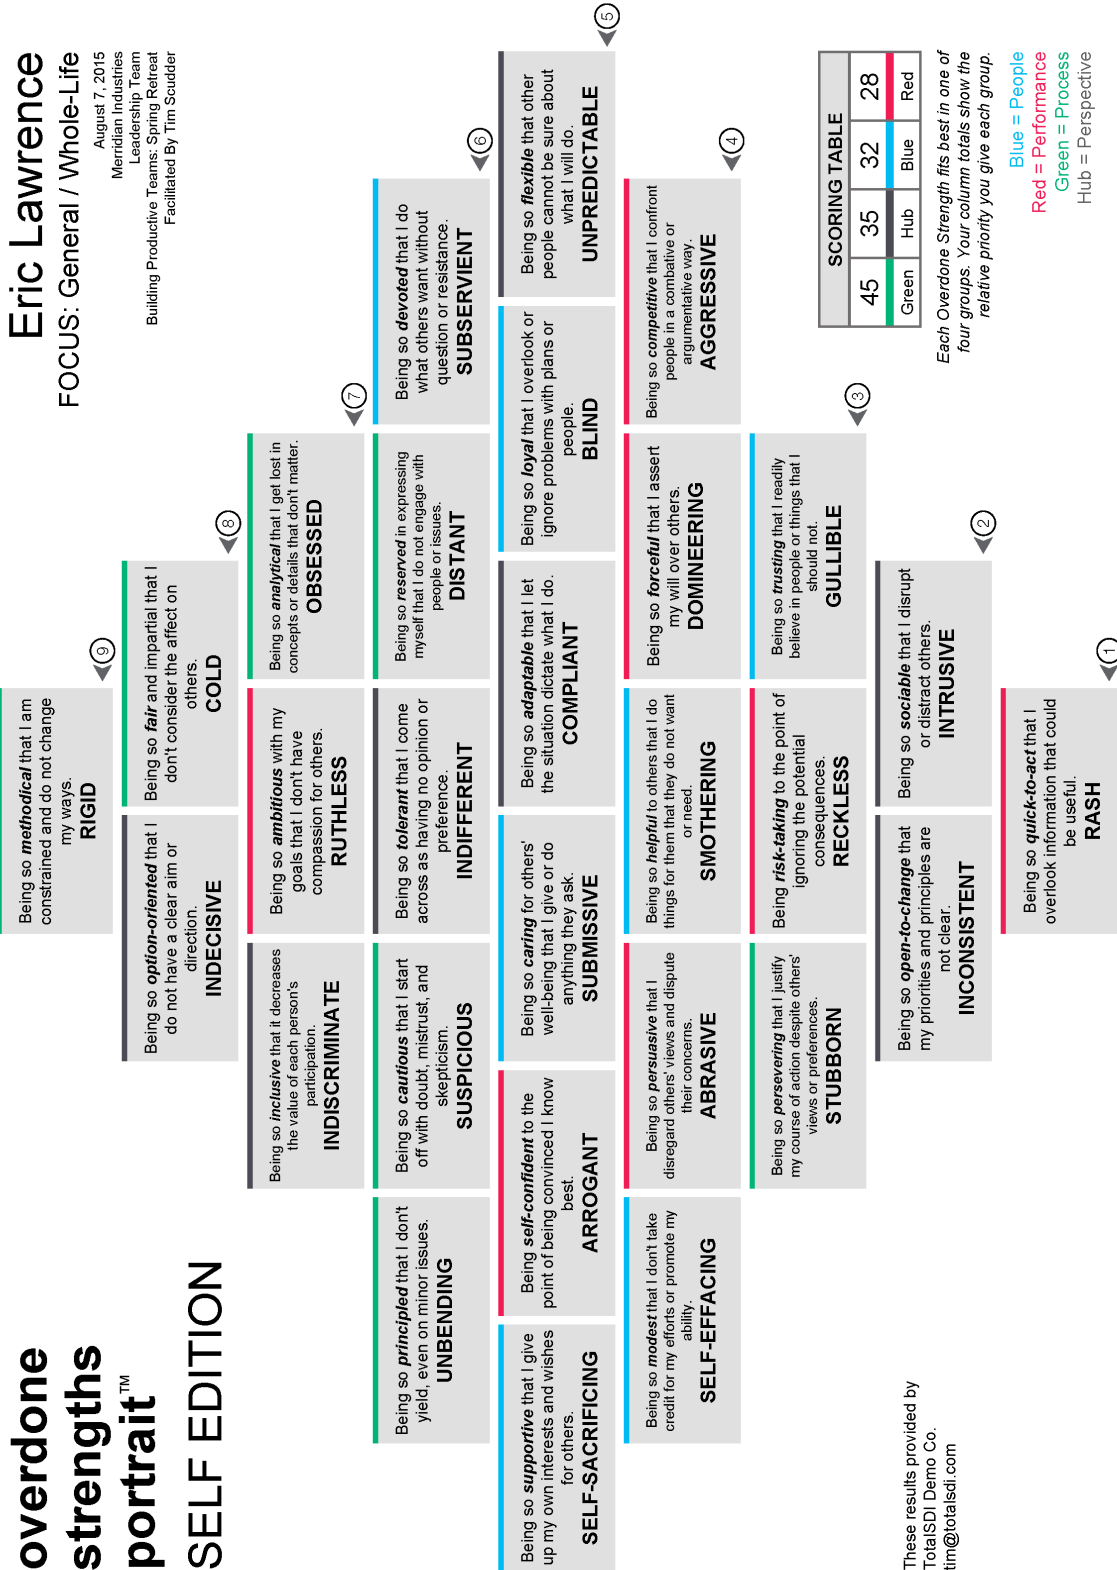 overdone
strengths
portrait™
SELF EDITION
Eric Lawrence
FOCUS: General / Whole-Life
August 7, 2015
Merridian Industries
Leadership Team
Building Productive Teams: Spring Retreat
Facilitated By Tim Scudder
Being so methodical that I am
constrained and do not change
my ways.
RIGID
9
Being so option-oriented that I
do not have a clear aim or
direction.
INDECISIVE
Being so fair and impartial that I
don't consider the affect on
others.
COLD
8
Being so inclusive that it decreases
the value of each person's
participation.
INDISCRIMINATE
Being so ambitious with my
goals that I don't have
compassion for others.
RUTHLESS
Being so analytical that I get lost in
concepts or details that don't matter.
OBSESSED
7
Being so principled that I don't
yield, even on minor issues.
UNBENDING
Being so cautious that I start
off with doubt, mistrust, and
skepticism.
SUSPICIOUS
Being so tolerant that I come
across as having no opinion or
preference.
INDIFFERENT
Being so reserved in expressing
myself that I do not engage with
people or issues.
DISTANT
Being so devoted that I do
what others want without
question or resistance.
SUBSERVIENT
6
Being so supportive that I give
up my own interests and wishes
for others.
SELF-SACRIFICING
Being self-confident to the
point of being convinced I know
best.
ARROGANT
Being so caring for others'
well-being that I give or do
anything they ask.
SUBMISSIVE
Being so adaptable that I let
the situation dictate what I do.
COMPLIANT
Being so loyal that I overlook or
ignore problems with plans or
people.
BLIND
Being so flexible that other
people cannot be sure about
what I will do.
UNPREDICTABLE
5
Being so modest that I don't take
credit for my efforts or promote my
ability.
SELF-EFFACING
Being so persuasive that I
disregard others' views and dispute
their concerns.
ABRASIVE
Being so helpful to others that I do
things for them that they do not want
or need.
SMOTHERING
Being so forceful that I assert
my will over others.
DOMINEERING
Being so competitive that I confront
people in a combative or
argumentative way.
AGGRESSIVE
4
Being so persevering that I justify
my course of action despite others'
views or preferences.
STUBBORN
Being risk-taking to the point of
ignoring the potential
consequences.
RECKLESS
Being so trusting that I readily
believe in people or things that I
should not.
GULLIBLE
3
Being so open-to-change that
my priorities and principles are
not clear.
INCONSISTENT
Being so sociable that I disrupt
or distract others.
INTRUSIVE
2
Being so quick-to-act that I
overlook information that could
be useful.
RASH
1
SCORING TABLE
45 35 32 28
Green Hub Blue Red
Each Overdone Strength fits best in one of
four groups. Your column totals show the
relative priority you give each group.
Blue = People
Red = Performance
Green = Process
Hub = Perspective
These results provided by
TotalSDI Demo Co.
tim@totalsdi.com